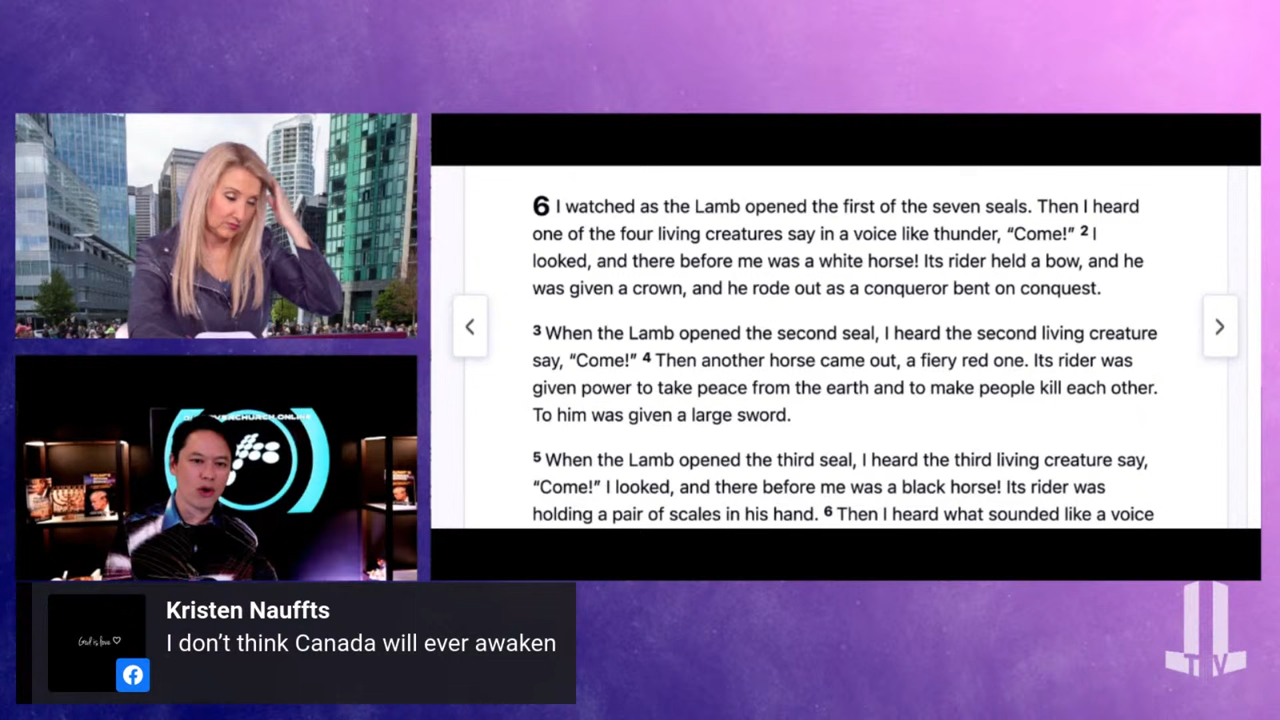 6 I watched as the Lamb opened the first of the seven seals. Then I heard
one of the four living creatures say in a voice like thunder, “Come!” 2 I
looked, and there before me was a white horse! Its rider held a bow, and he
was given a crown, and he rode out as a conqueror bent on conquest.
3 When the Lamb opened the second seal, I heard the second living creature
say, “Come!” 4 Then another horse came out, a fiery red one. Its rider was
given power to take peace from the earth and to make people kill each other.
To him was given a large sword.
5 When the Lamb opened the third seal, I heard the third living creature say,
“Come!” I looked, and there before me was a black horse! Its rider was
holding a pair of scales in his hand. 6 Then I heard what sounded like a voice
God is love ♡
Kristen Nauffts
I don’t think Canada will ever awaken